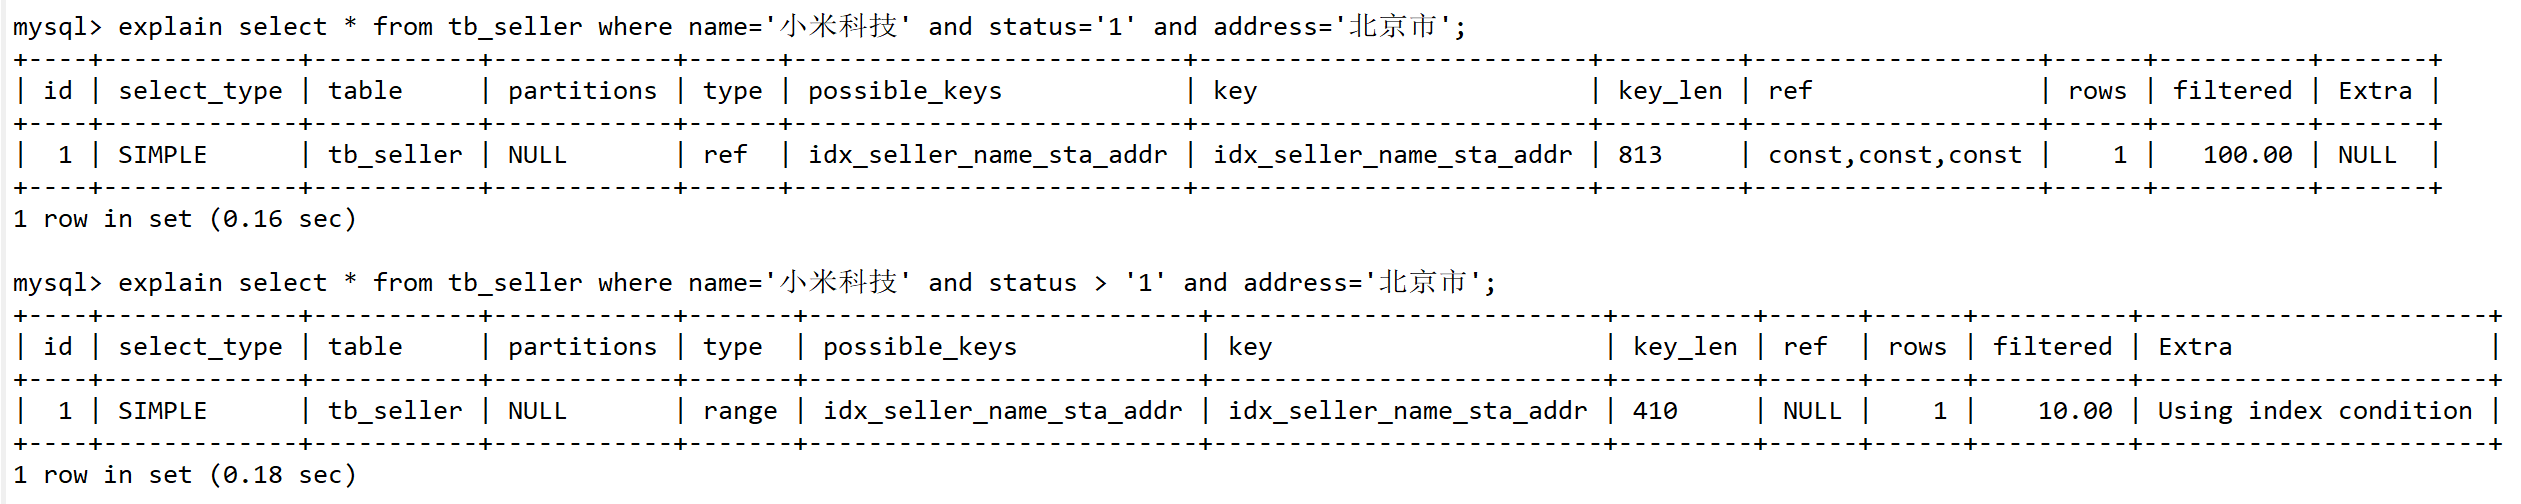 mysql> explain select * from tb_seller where name='小米科技' and status='1' and address='北京市';
+----+-------------+-----------+------------+------+--------------------------+--------------------------+---------+-------------------+------+----------+-------+
| id | select_type | table     | partitions | type | possible_keys            | key                      | key_len | ref               | rows | filtered | Extra |
+----+-------------+-----------+------------+------+--------------------------+--------------------------+---------+-------------------+------+----------+-------+
|  1 | SIMPLE      | tb_seller | NULL       | ref  | idx_seller_name_sta_addr | idx_seller_name_sta_addr | 813     | const,const,const |    1 |   100.00 | NULL  |
+----+-------------+-----------+------------+------+--------------------------+--------------------------+---------+-------------------+------+----------+-------+
1 row in set (0.16 sec)
mysql> explain select * from tb_seller where name='小米科技' and status > '1' and address='北京市';
+----+-------------+-----------+------------+-------+--------------------------+--------------------------+---------+------+------+----------+-----------------------+
| id | select_type | table     | partitions | type  | possible_keys            | key                      | key_len | ref  | rows | filtered | Extra                 |
+----+-------------+-----------+------------+-------+--------------------------+--------------------------+---------+------+------+----------+-----------------------+
|  1 | SIMPLE      | tb_seller | NULL       | range | idx_seller_name_sta_addr | idx_seller_name_sta_addr | 410     | NULL |    1 |    10.00 | Using index condition |
+----+-------------+-----------+------------+-------+--------------------------+--------------------------+---------+------+------+----------+-----------------------+
1 row in set (0.18 sec)